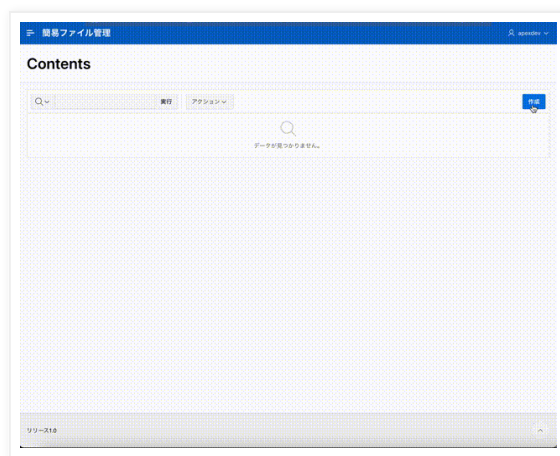 簡易ファイル管理
apexdev
Contents
実行
アクション
作成
データが見つかりません。
リリース1.0